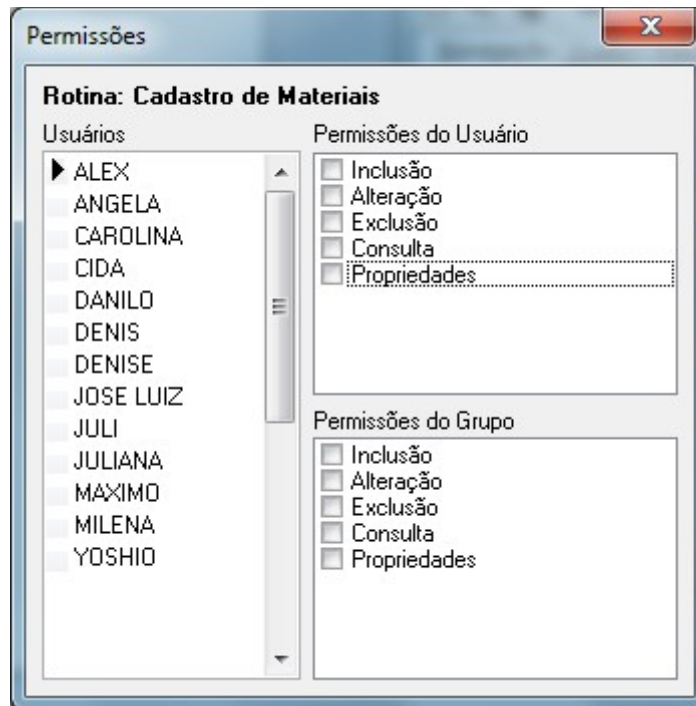 Permissões
Rotina: Cadastro de Materiais
Usuários
ALEX
ANGELA
CAROLINA
CIDA
DANILO
DENIS
DENISE
JOSE LUIZ
JULI
JULIANA
MAXIMO
MILENA
YOSHIO
Permissões do Usuário
Inclusão
Alteração
Exclusão
Consulta
Propriedades
Permissões do Grupo
Inclusão
Alteração
Exclusão
Consulta
Propriedades